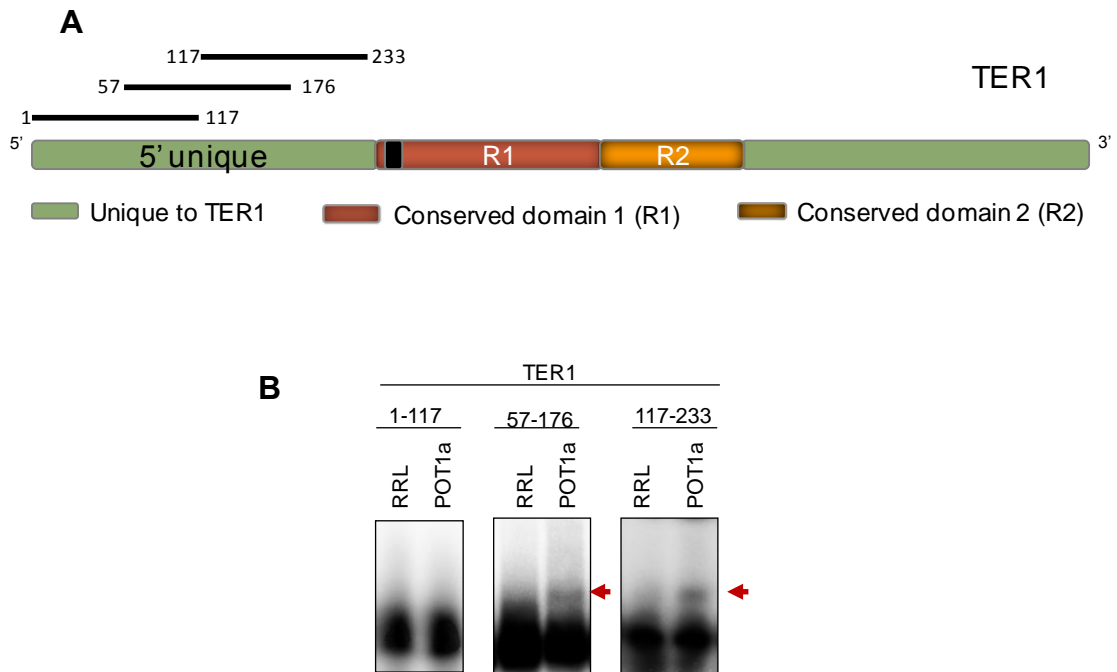 A
117 233
TER1
57 176
1 117
5’ 3’
5’ unique R1 R2
Unique to TER1 Conserved domain 1 (R1) Conserved domain 2 (R2)
B
TER1
1-117 57-176 117-233
RRL POT1a RRL POT1a RRL POT1a